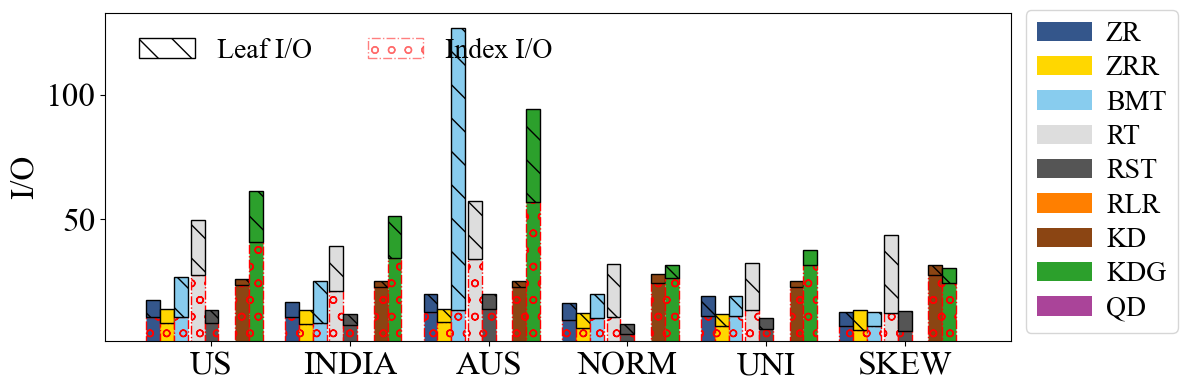 Leaf I/O
Index I/O
I/O
100
50
US
INDIA
AUS
NORM
UNI
SKEW
ZR
ZRR
BMT
RT
RST
RLR
KD
KDG
QD